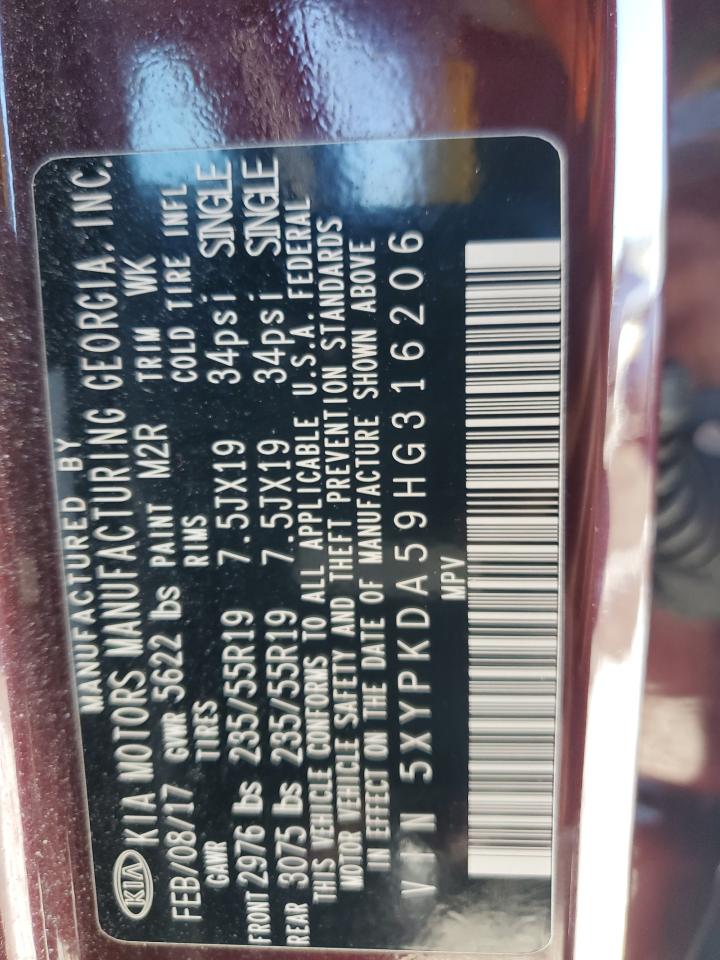 MANUFACTURED BY
KIA KIA MOTORS MANUFACTURING GEORGIA, INC.
FEB/08/17 GVWR 5622 lbs PAINT M2R TRIM WK
GAWR TIRES RIMS COLD TIRE INFL
FRONT 2976 lbs 235/55R19 7.5JX19 34psi SINGLE
REAR 3075 lbs 235/55R19 7.5JX19 34psi SINGLE
THIS VEHICLE CONFORMS TO ALL APPLICABLE U.S.A. FEDERAL
MOTOR VEHICLE SAFETY AND THEFT PREVENTION STANDARDS
IN EFFECT ON THE DATE OF MANUFACTURE SHOWN ABOVE
VIN 5XYPKDA59HG316206
MPV